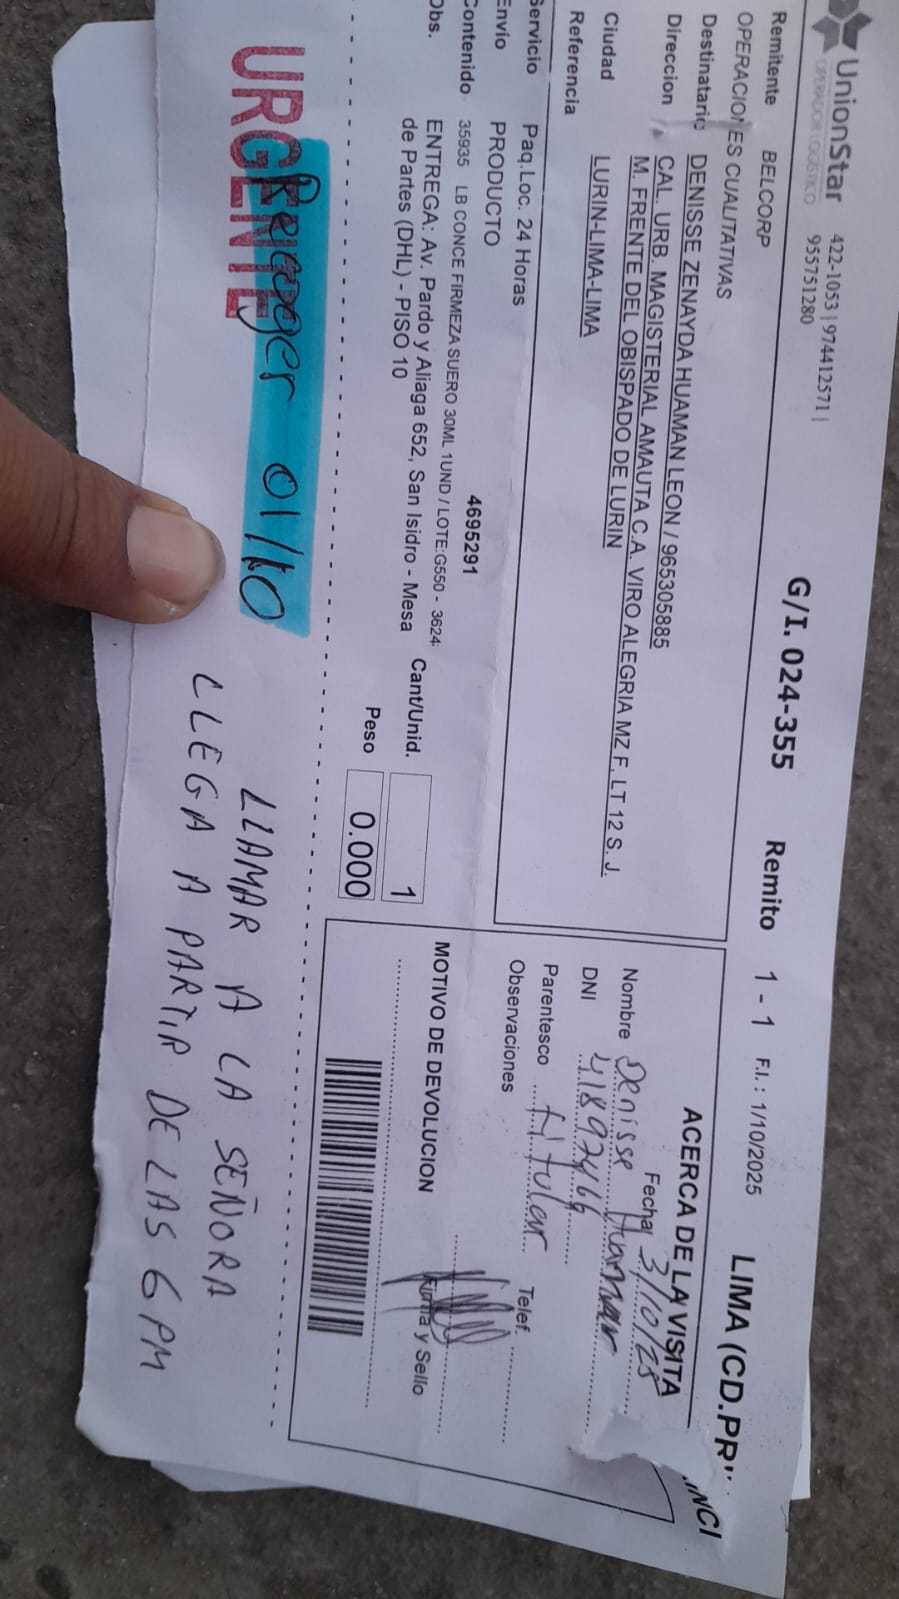 UnionStar
OPERADOR LOGÍSTICO
422-1053 | 974412571 |
955751280
G/I. 024-355
Remito 1 - 1
F.I.: 1/10/2025
LIMA (CD.PR
INCI
Remitente BELCORP
OPERACIONES CUALITATIVAS
Destinatario DENISSE ZENAYDA HUAMAN LEON / 965305885
Direccion CAL. URB. MAGISTERIAL AMAUTA C.A. VIRO ALEGRIA MZ F. LT 12 S. J.
M. FRENTE DEL OBISPADO DE LURIN
Ciudad LURIN-LIMA-LIMA
Referencia
Servicio Paq.Loc. 24 Horas
Envío PRODUCTO
4695291
Contenido 35935 LB CONCE FIRMEZA SUERO 30ML 1UND / LOTE:G550 - 3624
Obs. ENTREGA: Av. Pardo y Aliaga 652, San Isidro - Mesa
de Partes (DHL) - PISO 10
Cant/Unid. 1
Peso 0.000
ACERCA DE LA VISITA
Fecha 3/10/25
Nombre Denisse Huaman
DNI 41897466
Parentesco titular
Telef
Observaciones
MOTIVO DE DEVOLUCION
Firma y Sello
URGENTE
Recoger 01/10
LLAMAR A LA SEÑORA
LLEGA A PARTIR DE LAS 6 PM